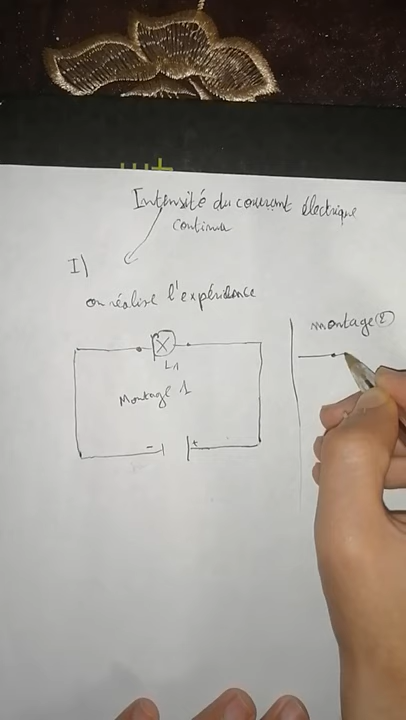 Intensité du courant électrique
continu
I)
on réalise l'expérience
montage ②
L1
Montage 1
- +